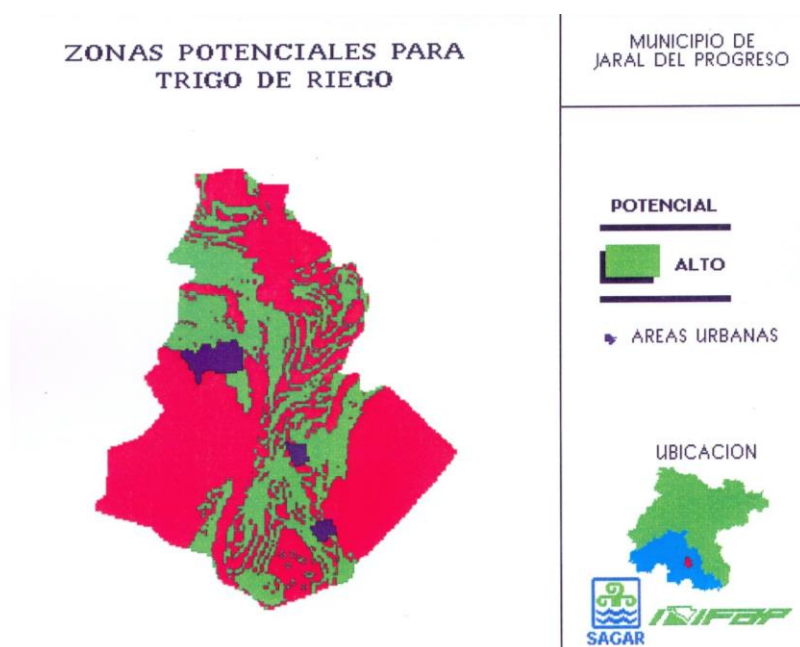 ZONAS POTENCIALES PARA
TRIGO DE RIEGO
MUNICIPIO DE
JARAL DEL PROGRESO
POTENCIAL
ALTO
AREAS URBANAS
UBICACION
SAGAR
INIFAP